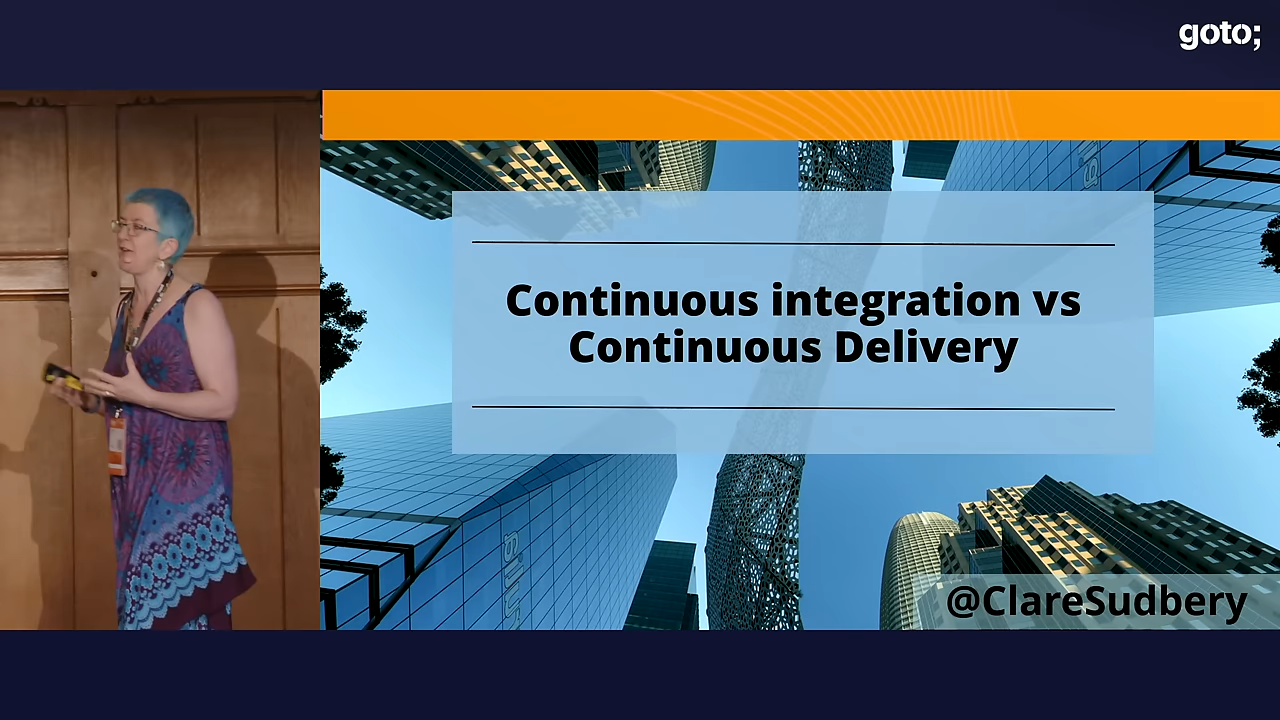 goto;
Continuous integration vs
Continuous Delivery
@ClareSudbery